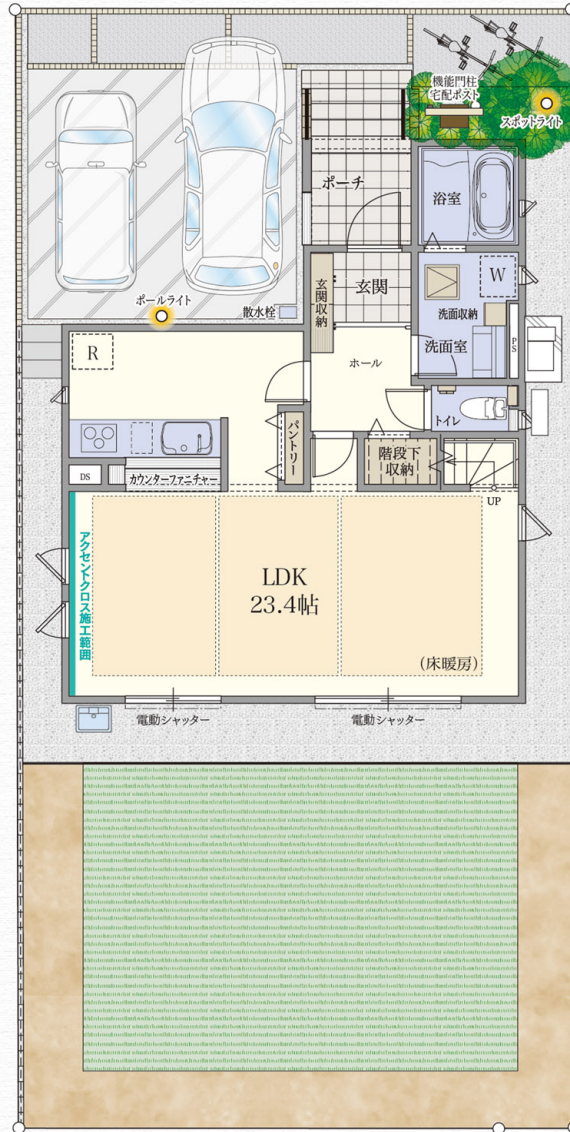 機能門柱
宅配ポスト
スポットライト
ポーチ
浴室
玄関
玄関収納
W
洗面収納
洗面室
PS
ポールライト
散水栓
R
ホール
トイレ
パントリー
階段下
収納
DS
カウンターファニチャー
UP
アクセントクロス施工範囲
LDK
23.4帖
(床暖房)
電動シャッター
電動シャッター